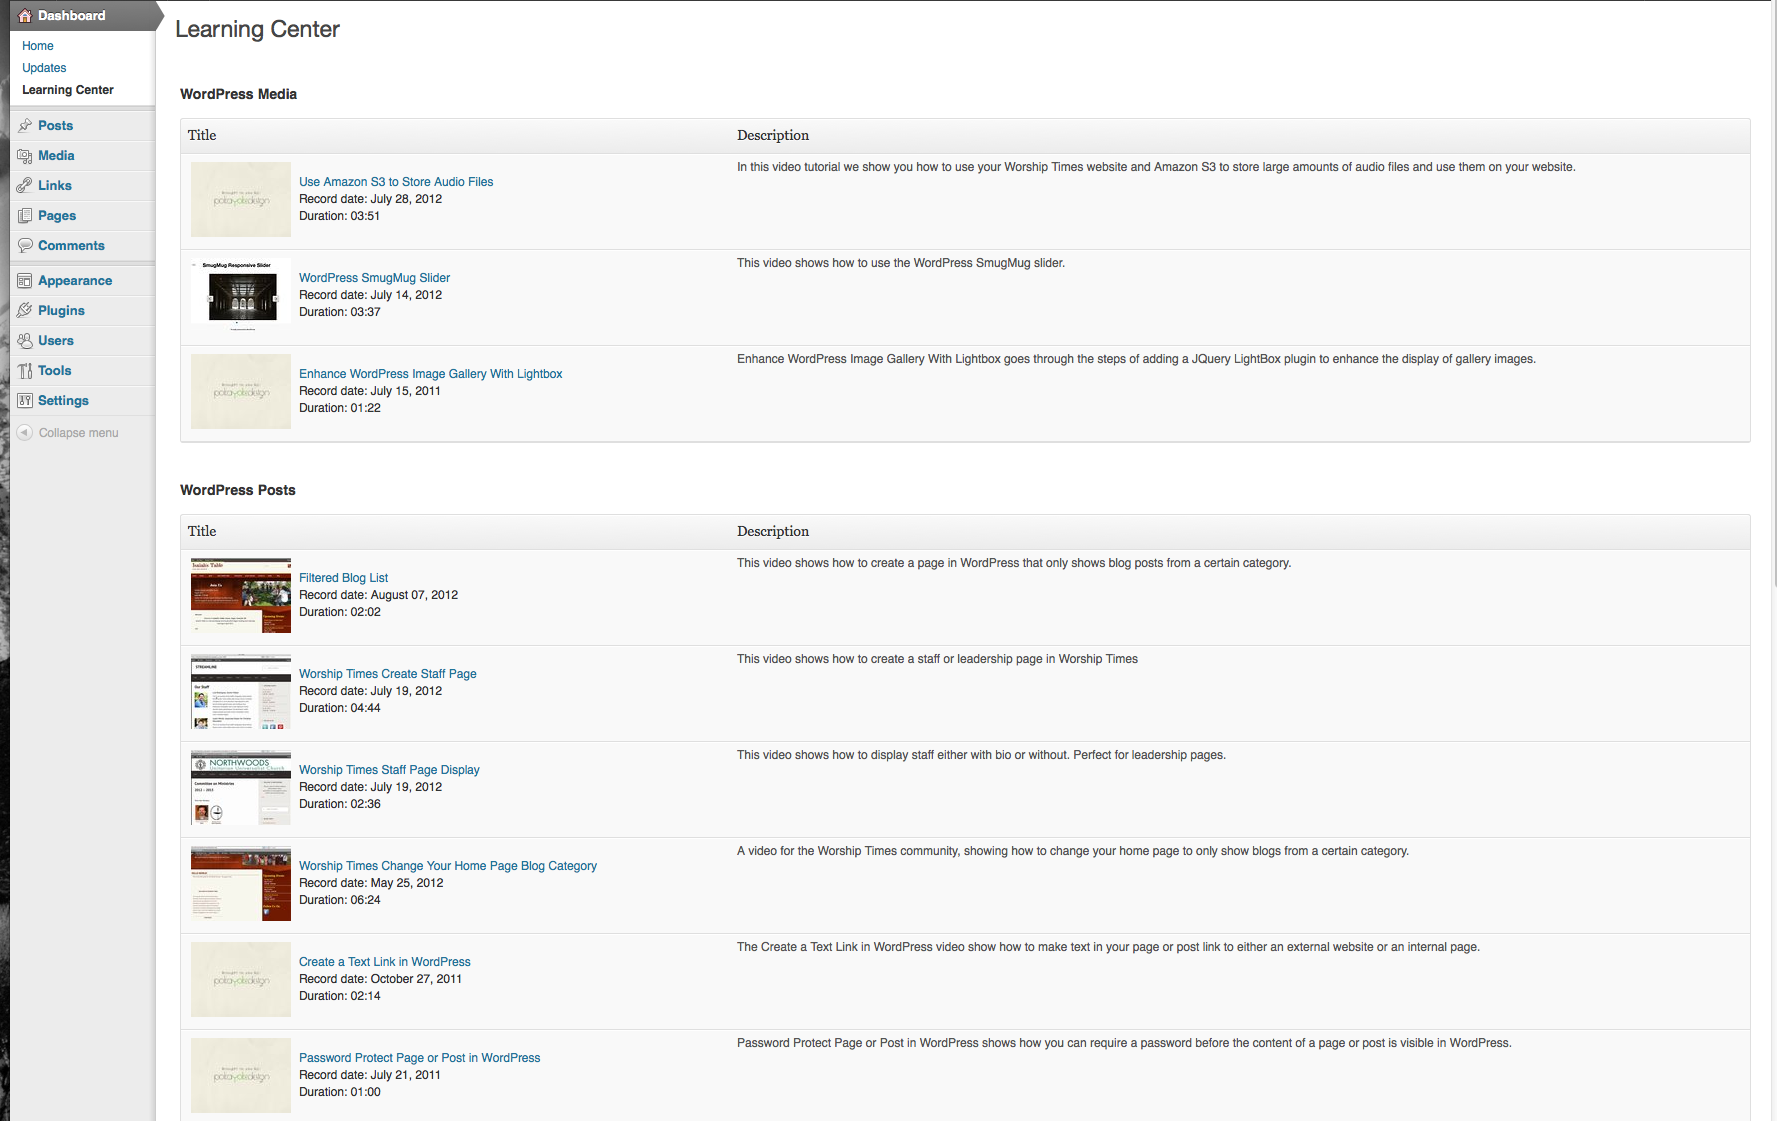 Dashboard
Home
Updates
Learning Center
Posts
Media
Links
Pages
Comments
Appearance
Plugins
Users
Tools
Settings
Collapse menu
Learning Center
WordPress Media
Title Description
Use Amazon S3 to Store Audio Files
Record date: July 28, 2012
Duration: 03:51
In this video tutorial we show you how to use your Worship Times website and Amazon S3 to store large amounts of audio files and use them on your website.
SmugMug Responsive Slider
WordPress SmugMug Slider
Record date: July 14, 2012
Duration: 03:37
This video shows how to use the WordPress SmugMug slider.
Enhance WordPress Image Gallery With Lightbox
Record date: July 15, 2011
Duration: 01:22
Enhance WordPress Image Gallery With Lightbox goes through the steps of adding a JQuery LightBox plugin to enhance the display of gallery images.
WordPress Posts
Title Description
Filtered Blog List
Record date: August 07, 2012
Duration: 02:02
This video shows how to create a page in WordPress that only shows blog posts from a certain category.
STREAMLINE
Our Staff
Worship Times Create Staff Page
Record date: July 19, 2012
Duration: 04:44
This video shows how to create a staff or leadership page in Worship Times
NORTHWOODS
Worship Times Staff Page Display
Record date: July 19, 2012
Duration: 02:36
This video shows how to display staff either with bio or without. Perfect for leadership pages.
Worship Times Change Your Home Page Blog Category
Record date: May 25, 2012
Duration: 06:24
A video for the Worship Times community, showing how to change your home page to only show blogs from a certain category.
Create a Text Link in WordPress
Record date: October 27, 2011
Duration: 02:14
The Create a Text Link in WordPress video show how to make text in your page or post link to either an external website or an internal page.
Password Protect Page or Post in WordPress
Record date: July 21, 2011
Duration: 01:00
Password Protect Page or Post in WordPress shows how you can require a password before the content of a page or post is visible in WordPress.